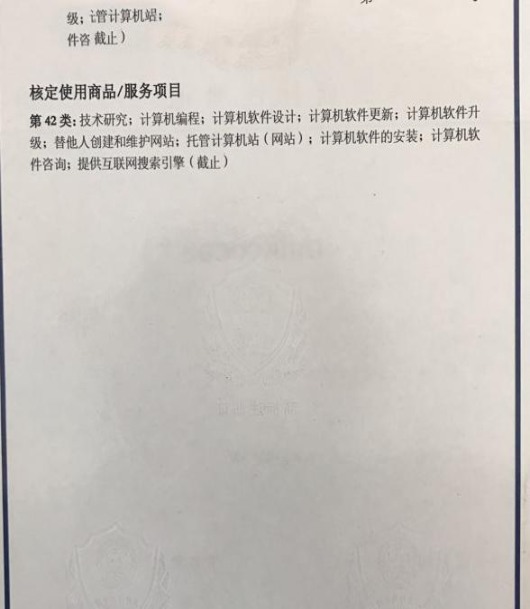 第
级；管计算机站；
件咨 截止）
核定使用商品/服务项目
第 42 类：技术研究；计算机编程；计算机软件设计；计算机软件更新；计算机软件升
级；替他人创建和维护网站；托管计算机站（网站）；计算机软件的安装；计算机软
件咨询；提供互联网搜索引擎（截止）